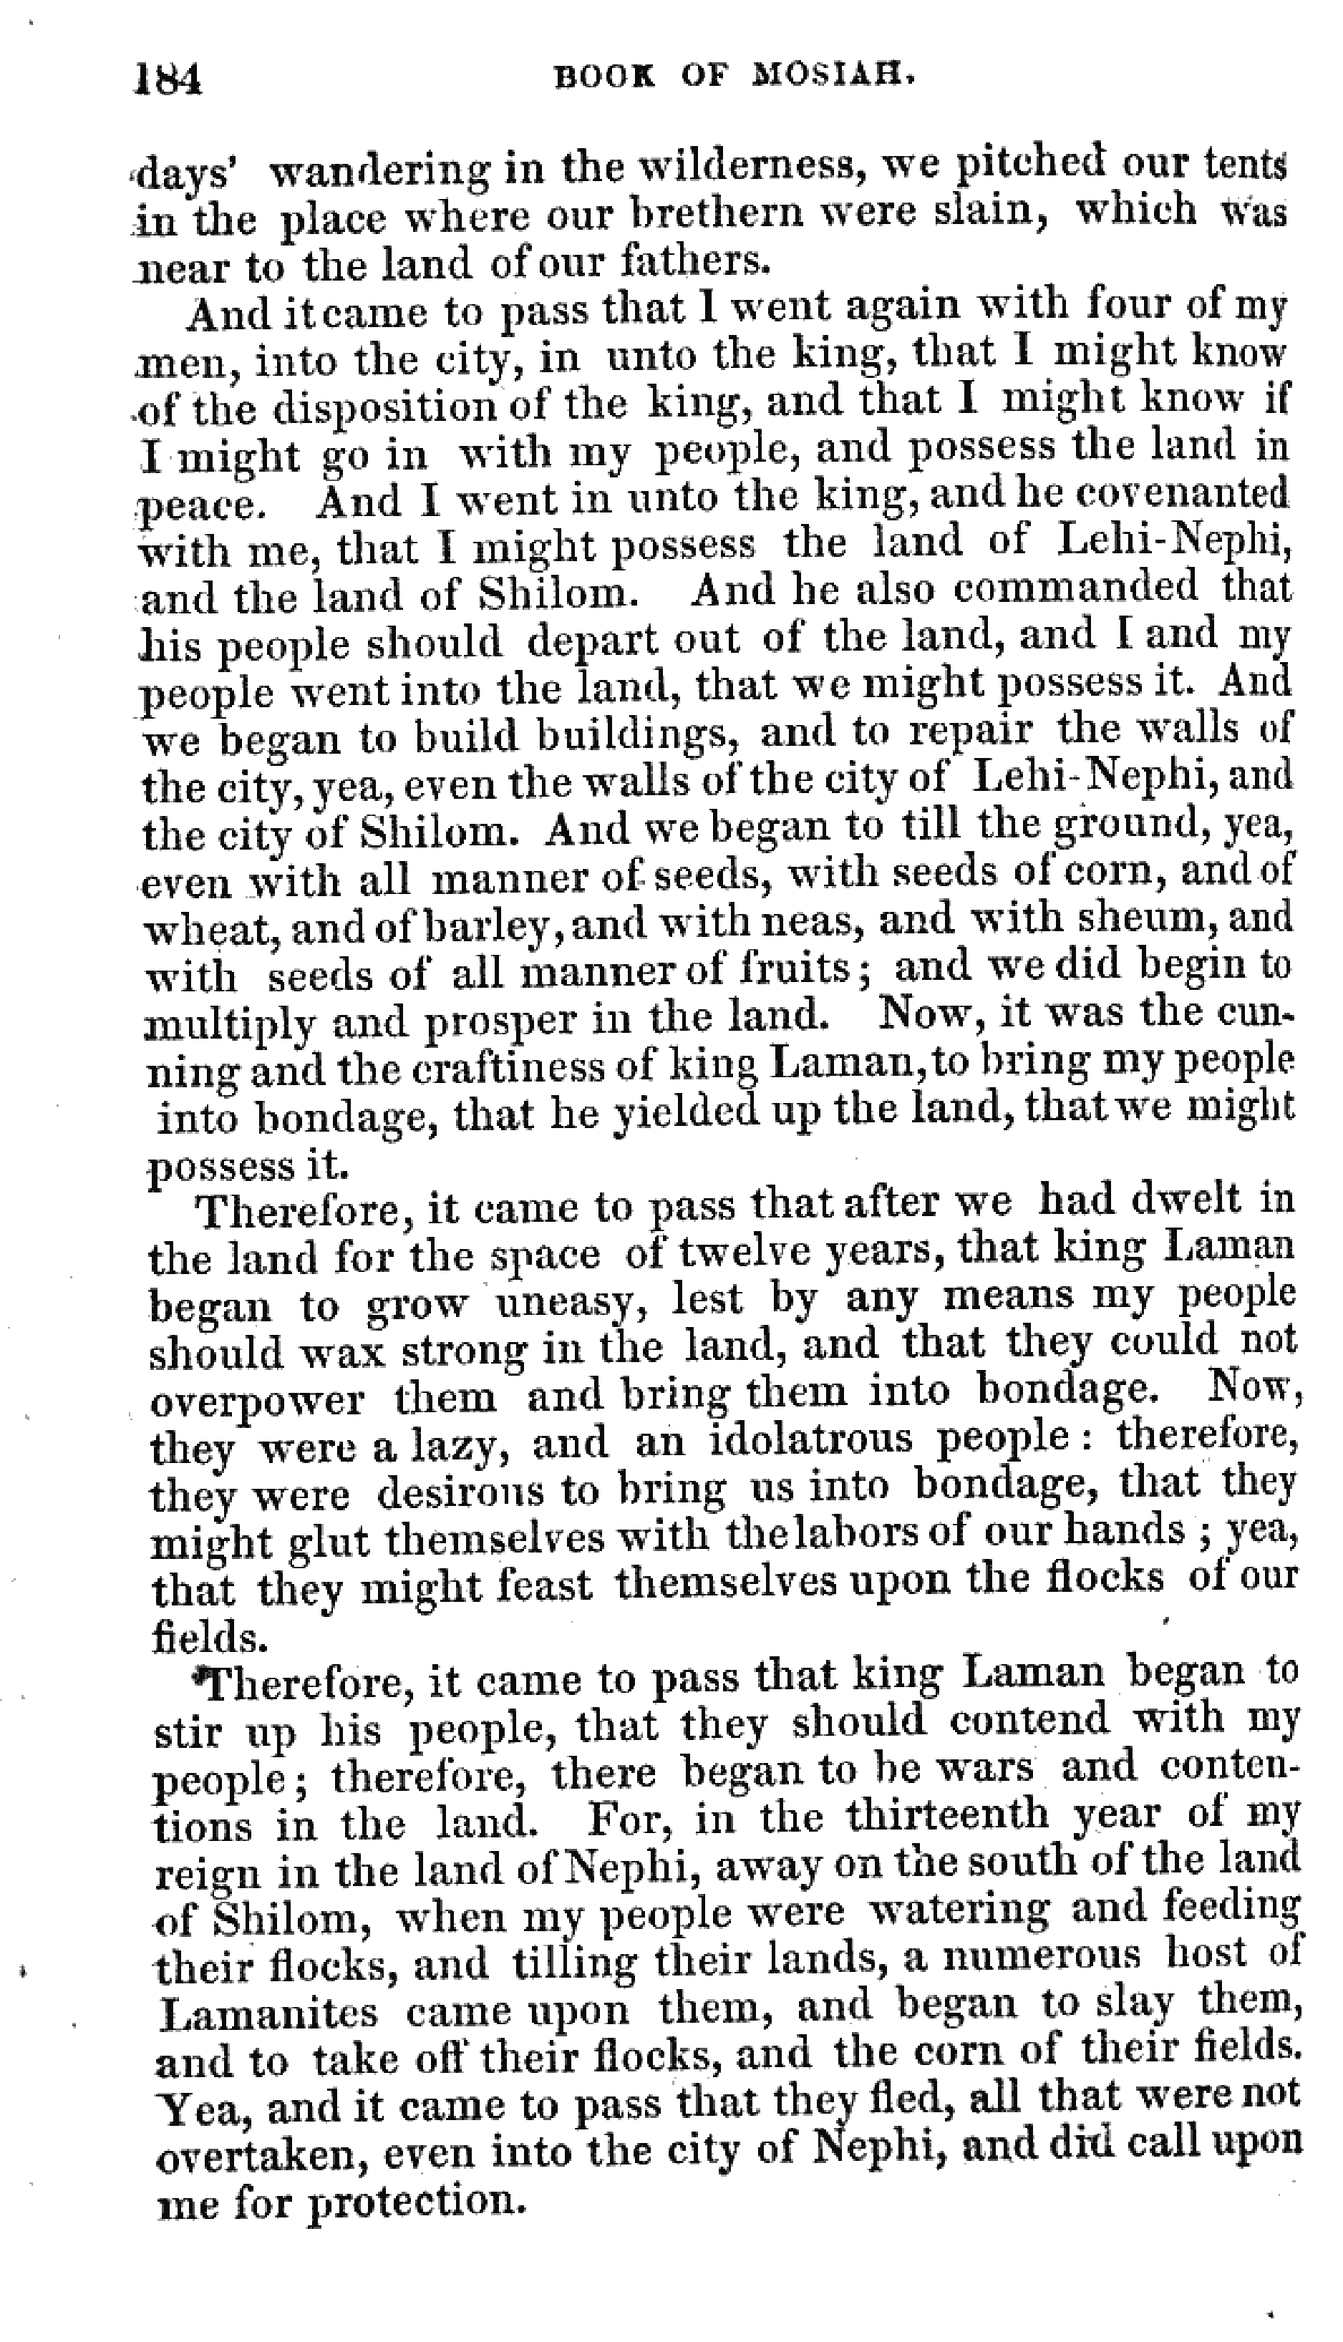 184 BOOK OF MOSIAH.
days' wandering in the wilderness, we pitched our tents
in the place where our brethern were slain, which was
near to the land of our fathers.
And it came to pass that I went again with four of my
men, into the city, in unto the king, that I might know
of the disposition of the king, and that I might know if
I might go in with my people, and possess the land in
peace. And I went in unto the king, and he covenanted
with me, that I might possess the land of Lehi-Nephi,
and the land of Shilom. And he also commanded that
his people should depart out of the land, and I and my
people went into the land, that we might possess it. And
we began to build buildings, and to repair the walls of
the city, yea, even the walls of the city of Lehi-Nephi, and
the city of Shilom. And we began to till the ground, yea,
even with all manner of seeds, with seeds of corn, and of
wheat, and of barley, and with neas, and with sheum, and
with seeds of all manner of fruits; and we did begin to
multiply and prosper in the land. Now, it was the cun-
ning and the craftiness of king Laman, to bring my people
into bondage, that he yielded up the land, that we might
possess it.
Therefore, it came to pass that after we had dwelt in
the land for the space of twelve years, that king Laman
began to grow uneasy, lest by any means my people
should wax strong in the land, and that they could not
overpower them and bring them into bondage. Now,
they were a lazy, and an idolatrous people: therefore,
they were desirous to bring us into bondage, that they
might glut themselves with the labors of our hands; yea,
that they might feast themselves upon the flocks of our
fields.
Therefore, it came to pass that king Laman began to
stir up his people, that they should contend with my
people; therefore, there began to be wars and conten-
tions in the land. For, in the thirteenth year of my
reign in the land of Nephi, away on the south of the land
of Shilom, when my people were watering and feeding
their flocks, and tilling their lands, a numerous host of
Lamanites came upon them, and began to slay them,
and to take off their flocks, and the corn of their fields.
Yea, and it came to pass that they fled, all that were not
overtaken, even into the city of Nephi, and did call upon
me for protection.